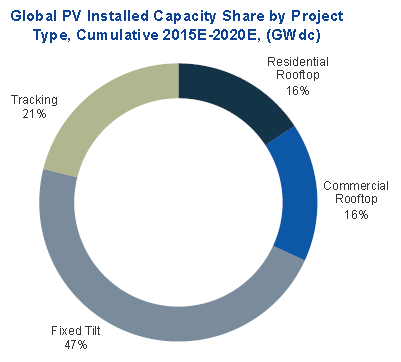 Global PV Installed Capacity Share by Project
Type, Cumulative 2015E-2020E, (GWdc)
Residential
Rooftop
16%
Tracking
21%
Commercial
Rooftop
16%
Fixed Tilt
47%